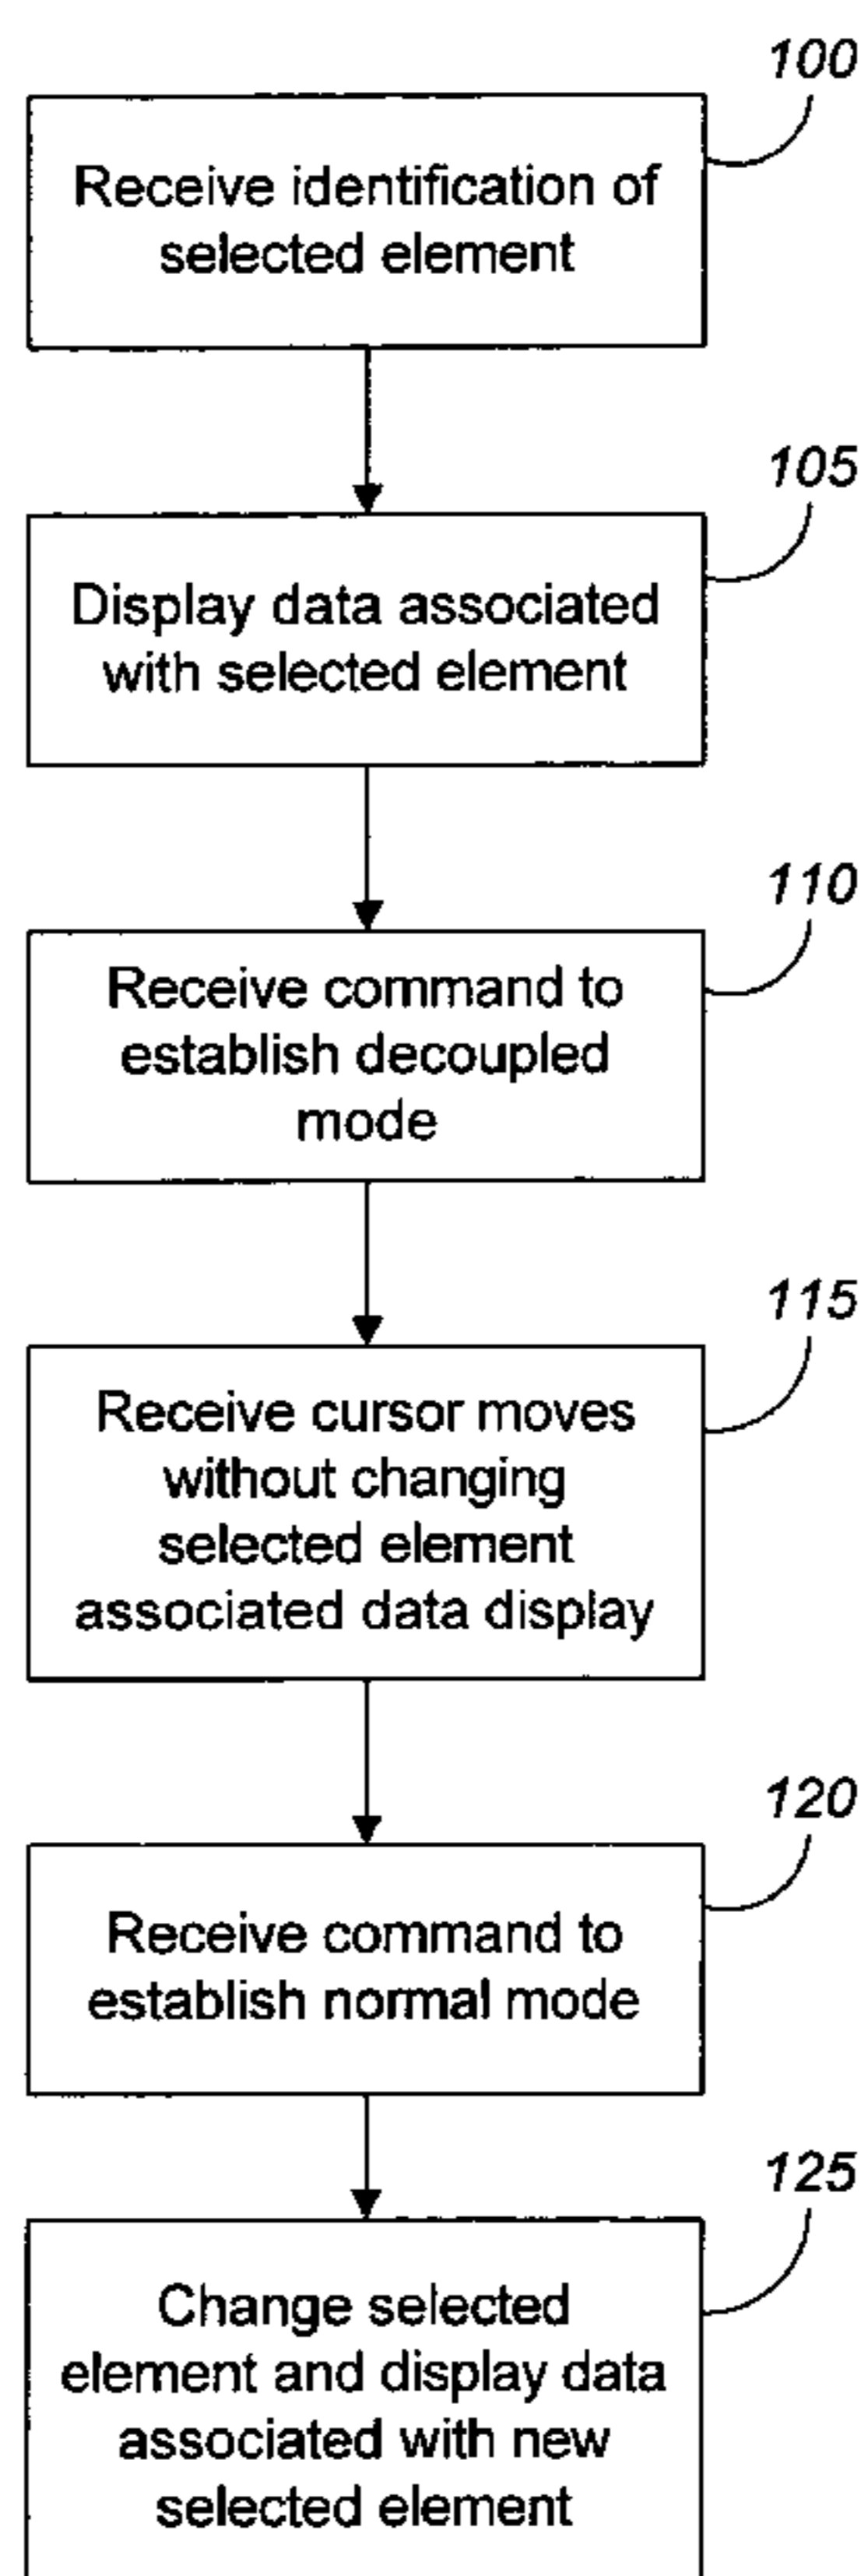 100
Receive identification of
selected element
105
Display data associated
with selected element
110
Receive command to
establish decoupled
mode
115
Receive cursor moves
without changing
selected element
associated data display
120
Receive command to
establish normal mode
125
Change selected
element and display data
associated with new
selected element